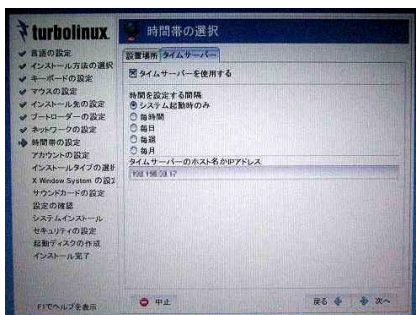 turbolinux
時間帯の選択
言語の設定
インストール方法の選択
キーボードの設定
マウスの設定
インストール先の設定
ブートローダーの設定
ネットワークの設定
時間帯の設定
アカウントの設定
インストールタイプの選択
X Window System の設定
サウンドカードの設定
設定の確認
システムインストール
セキュリティの設定
起動ディスクの作成
インストール完了
F1でヘルプを表示
設置場所 タイムサーバー
タイムサーバーを使用する
時間を設定する間隔
システム起動時のみ
毎時間
毎日
毎週
毎月
タイムサーバーのホスト名かIPアドレス
中止
戻る
次へ